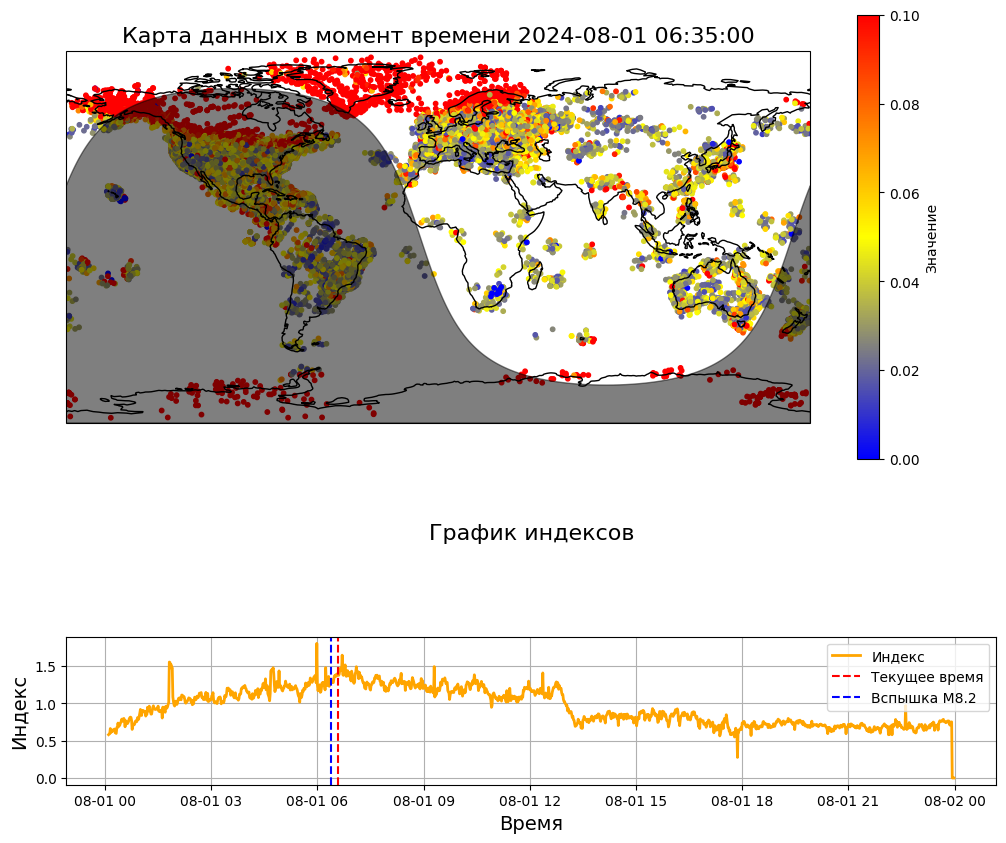 Карта данных в момент времени 2024-08-01 06:35:00
0.10
0.08
0.06
0.04
0.02
0.00
Значение
График индексов
Индекс
1.5
1.0
0.5
0.0
Индекс
Текущее время
Вспышка М8.2
08-01 00
08-01 03
08-01 06
08-01 09
08-01 12
08-01 15
08-01 18
08-01 21
08-02 00
Время